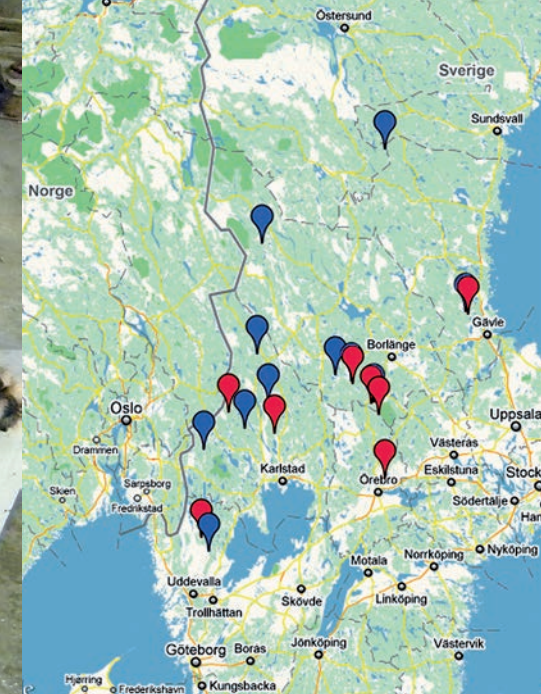 Östersund
Sverige
Sundsvall
Norge
Gävle
Borlänge
Oslo
Uppsala
Drammen
Västerås
Karlstad
Eskilstuna
Stock
Skien
Sarpsborg
Örebro
Södertälje
Fredrikstad
Han
Norrköping
Nyköping
Motala
Uddevalla
Linköping
Skövde
Trollhättan
Göteborg
Borås
Jönköping
Västervik
Hjørring
Frederikshavn
Kungsbacka